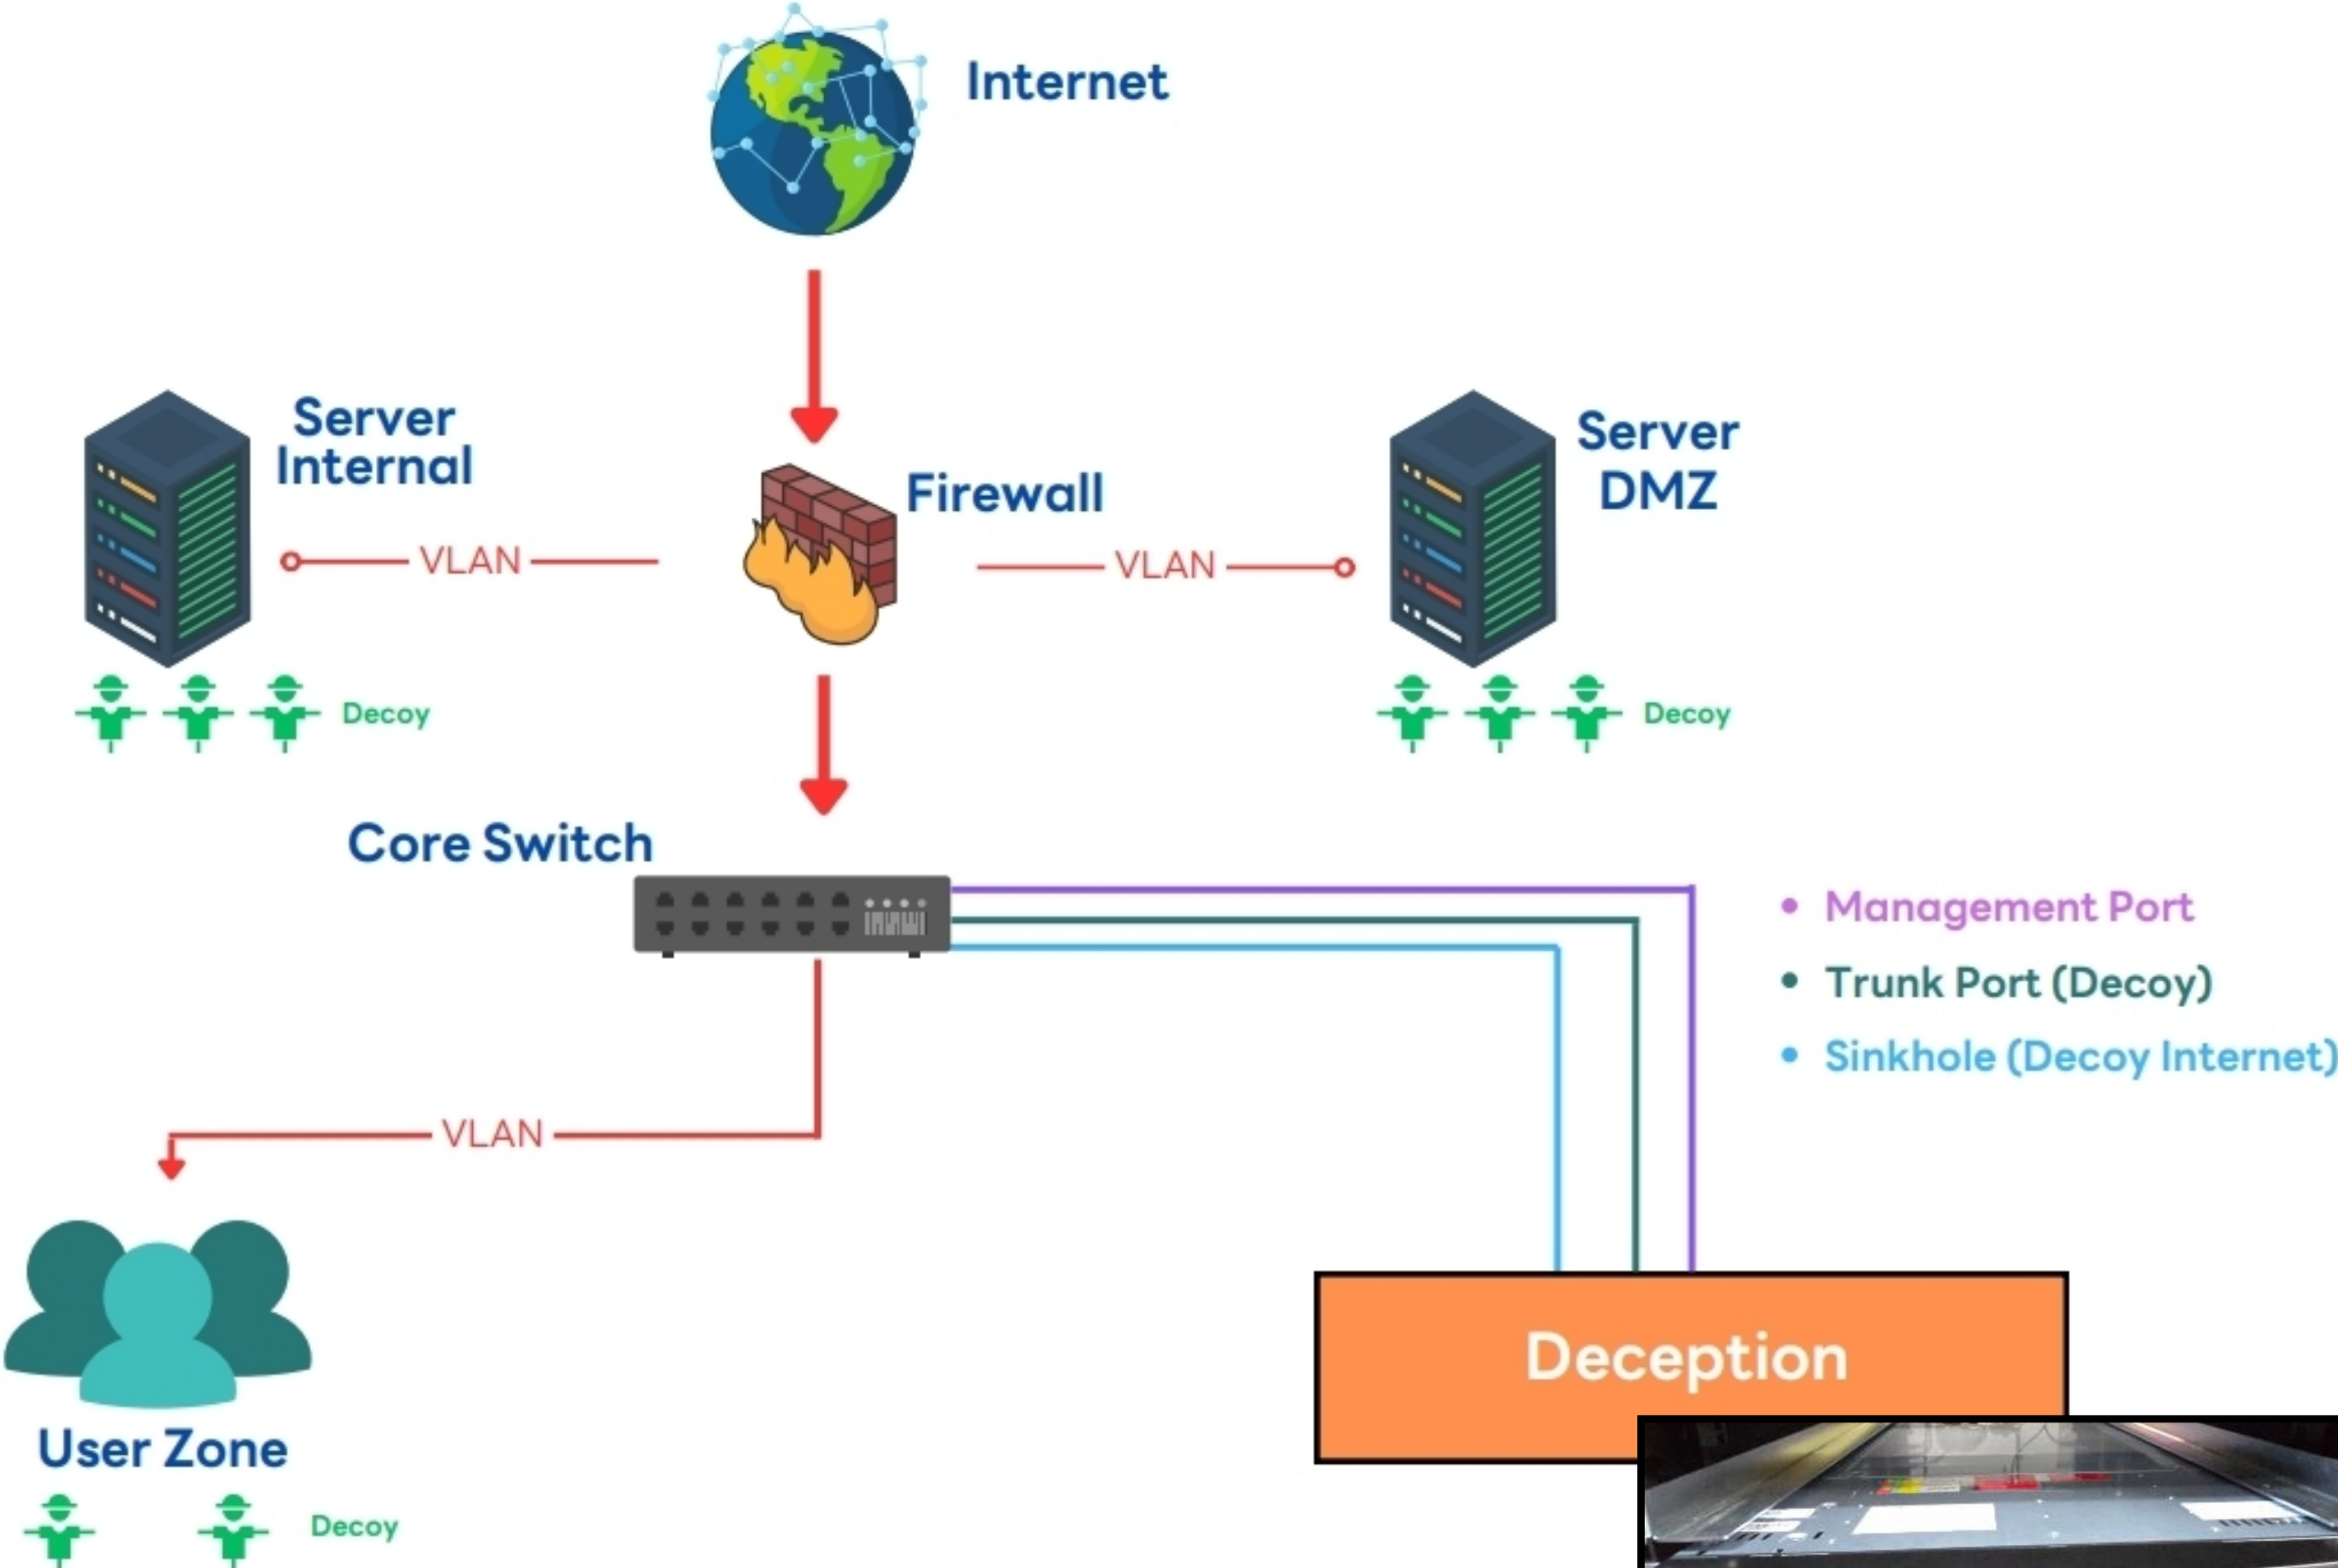 Internet
Server
Internal
Firewall
Server
DMZ
VLAN
VLAN
Decoy
Decoy
Core Switch
Management Port
Trunk Port (Decoy)
Sinkhole (Decoy Internet)
VLAN
Deception
User Zone
Decoy